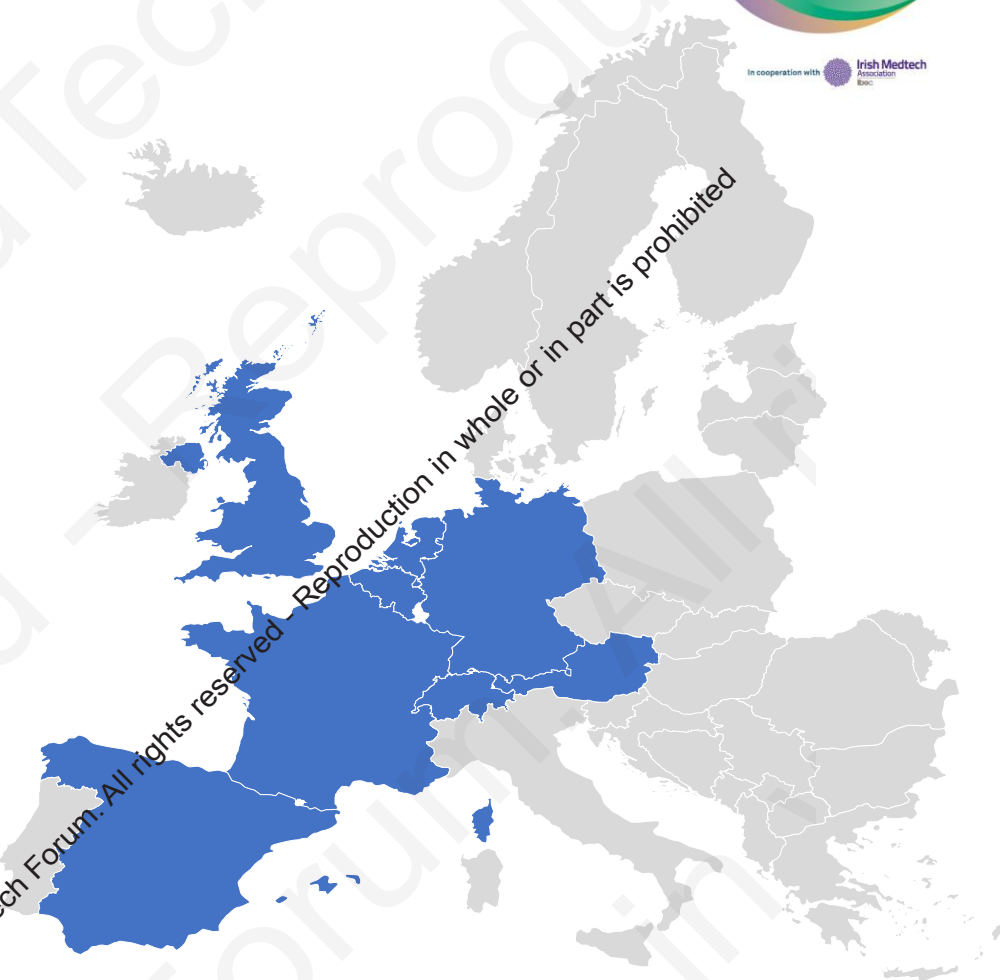 In cooperation with
Irish Medtech
Association
Ibec
ech Forum. All rights reserved - Reproduction in whole or in part is prohibited